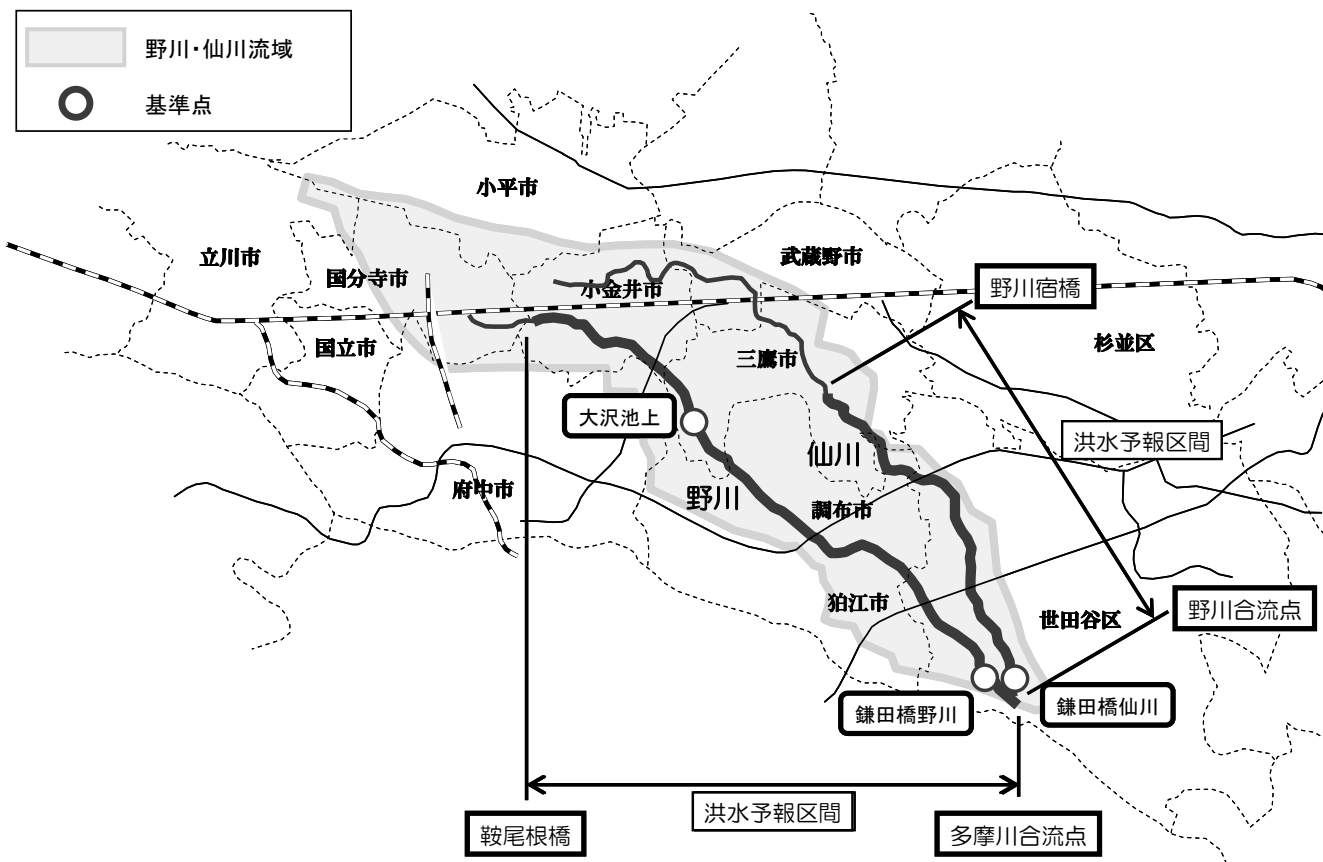 野川・仙川流域
基準点
小平市
武蔵野市
立川市
国分寺市
小金井市
野川宿橋
国立市
三鷹市
杉並区
大沢池上
洪水予報区間
仙川
府中市
野川
調布市
狛江市
世田谷区
野川合流点
鎌田橋野川
鎌田橋仙川
洪水予報区間
鞍尾根橋
多摩川合流点